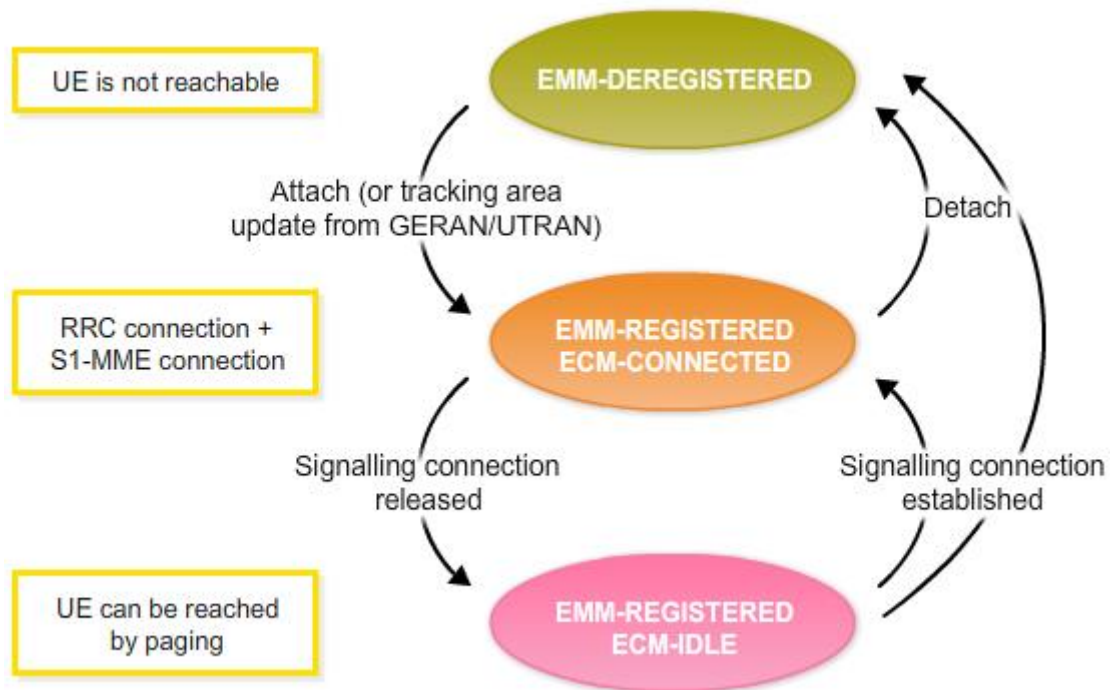 UE is not reachable
EMM-DEREGISTERED
Attach (or tracking area
update from GERAN/UTRAN)
Detach
RRC connection +
S1-MME connection
EMM-REGISTERED
ECM-CONNECTED
Signalling connection
released
Signalling connection
established
UE can be reached
by paging
EMM-REGISTERED
ECM-IDLE